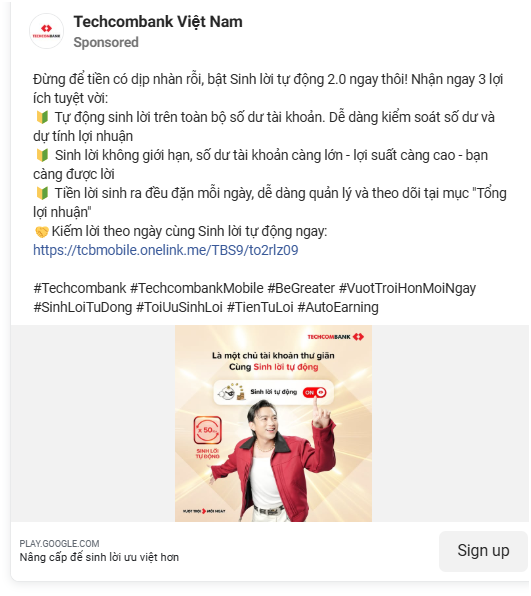 TECHCOMBANK
Techcombank Việt Nam
Sponsored
Đừng để tiền có dịp nhàn rỗi, bật Sinh lời tự động 2.0 ngay thôi! Nhận ngay 3 lợi
ích tuyệt vời:
🔰 Tự động sinh lời trên toàn bộ số dư tài khoản. Dễ dàng kiểm soát số dư và
dự tính lợi nhuận
🔰 Sinh lời không giới hạn, số dư tài khoản càng lớn - lợi suất càng cao - bạn
càng được lời
🔰 Tiền lời sinh ra đều đặn mỗi ngày, dễ dàng quản lý và theo dõi tại mục "Tổng
lợi nhuận"
🤝Kiếm lời theo ngày cùng Sinh lời tự động ngay:
https://tcbmobile.onelink.me/TBS9/to2rlz09
#Techcombank #TechcombankMobile #BeGreater #VuotTroiHonMoiNgay
#SinhLoiTuDong #ToiUuSinhLoi #TienTuLoi #AutoEarning
TECHCOMBANK
Là một chủ tài khoản thư giãn
Cùng Sinh lời tự động
Sinh lời tự động ON
SINH LỜI
TỰ ĐỘNG
VƯỢT TRỘI MỖI NGÀY
PLAY.GOOGLE.COM
Nâng cấp để sinh lời ưu việt hơn
Sign up